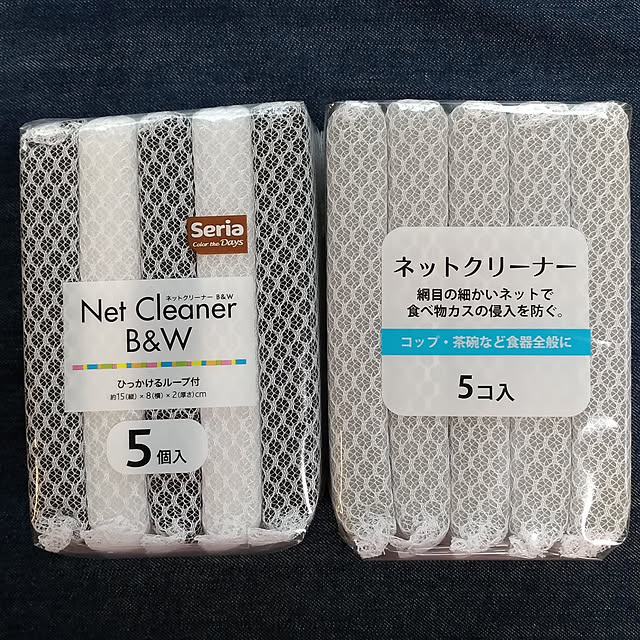 Seria
Color the Days
ネットクリーナー B&W
Net Cleaner
B&W
ひっかけるループ付
約15(縦)×8(横)×2(厚さ)cm
5個入
ネットクリーナー
網目の細かいネットで
食べ物カスの侵入を防ぐ。
コップ・茶碗など食器全般に
5コ入